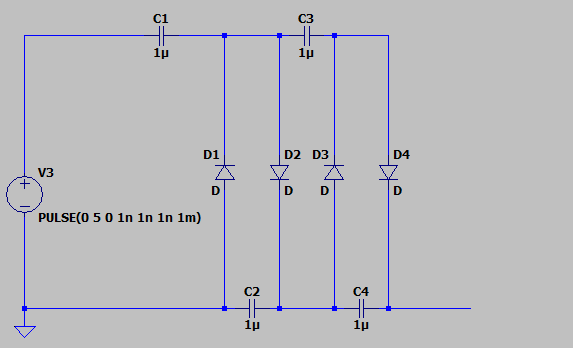 C1
C3
1µ
1µ
D1
D2
D3
D4
D
D
D
D
V3
PULSE(0 5 0 1n 1n 1n 1m)
C2
C4
1µ
1µ